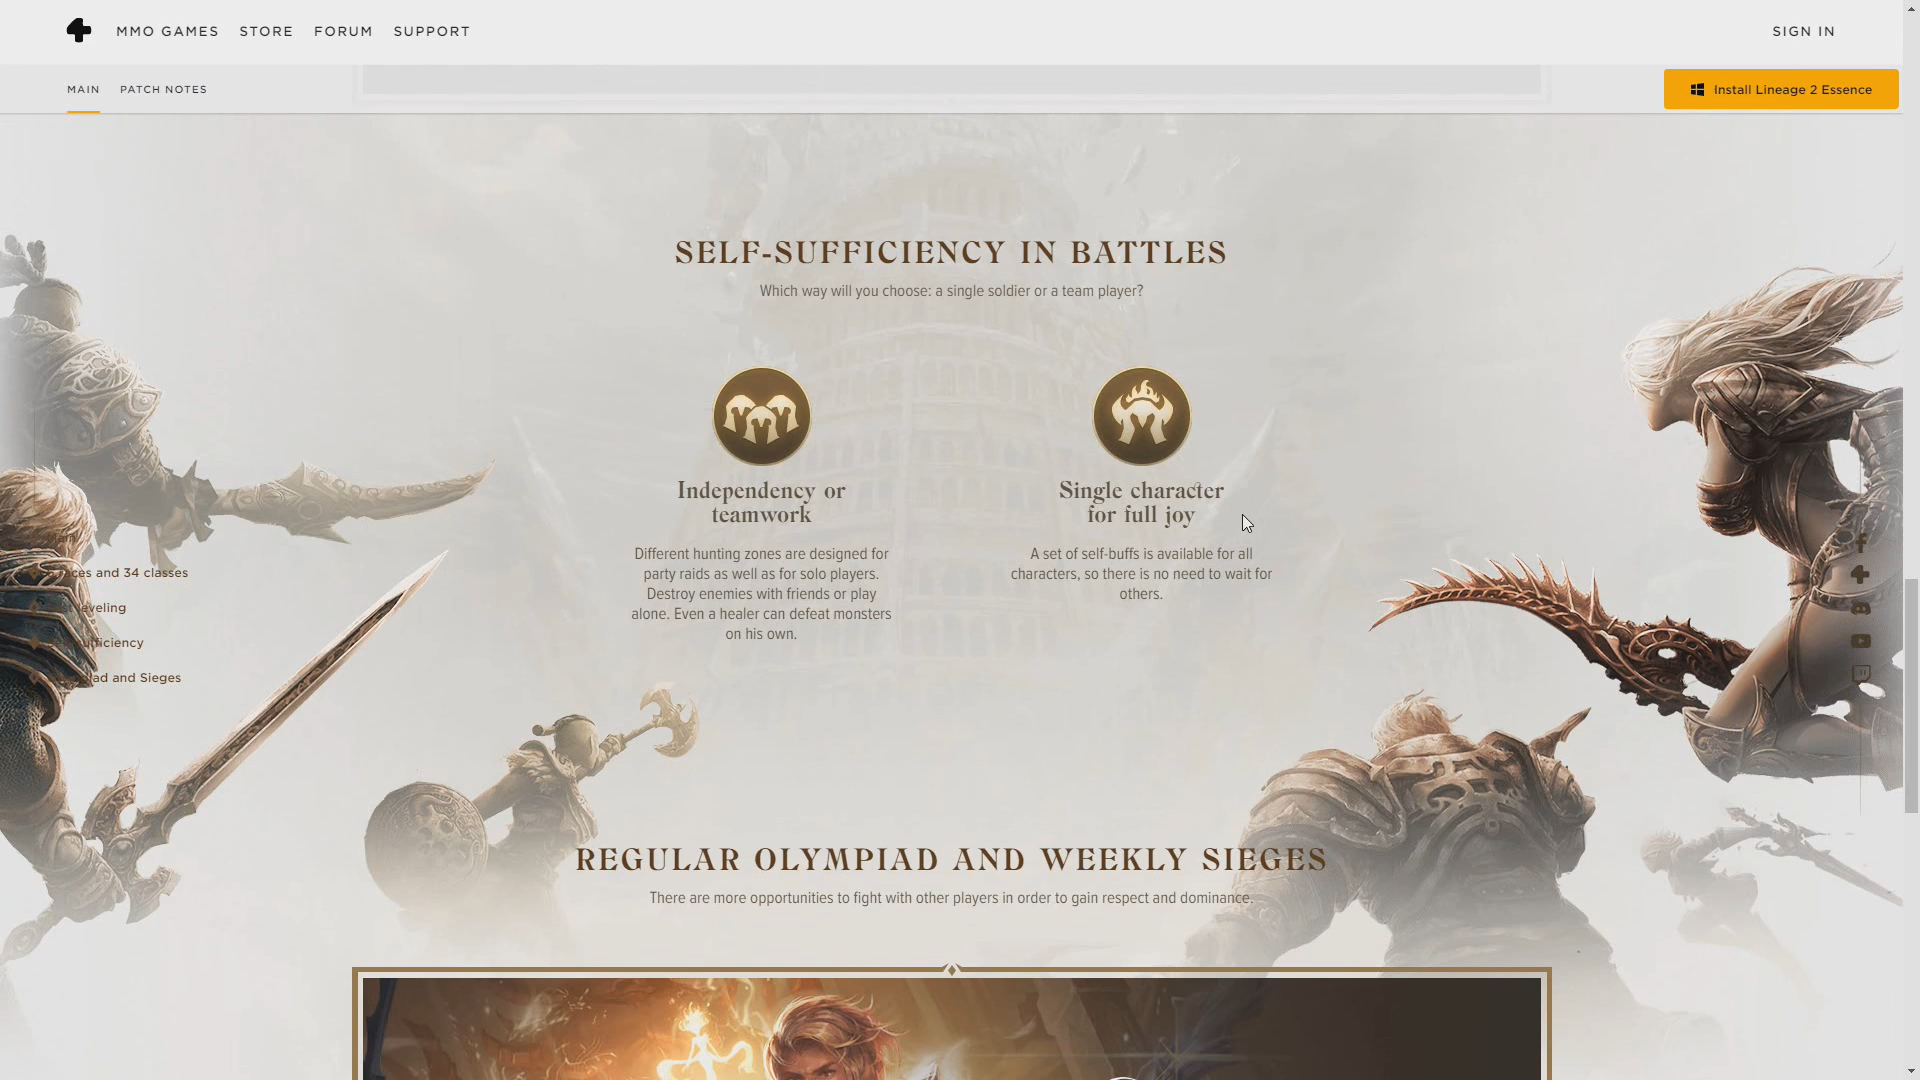 MMO GAMES STORE FORUM SUPPORT SIGN IN
MAIN PATCH NOTES Install Lineage 2 Essence
SELF-SUFFICIENCY IN BATTLES
Which way will you choose: a single soldier or a team player?
Independency or
teamwork
Different hunting zones are designed for
party raids as well as for solo players.
Destroy enemies with friends or play
alone. Even a healer can defeat monsters
on his own.
Single character
for full joy
A set of self-buffs is available for all
characters, so there is no need to wait for
others.
Main
and 34 classes
leveling
and Sieges
REGULAR OLYMPIAD AND WEEKLY SIEGES
There are more opportunities to fight with other players in order to gain respect and dominance.